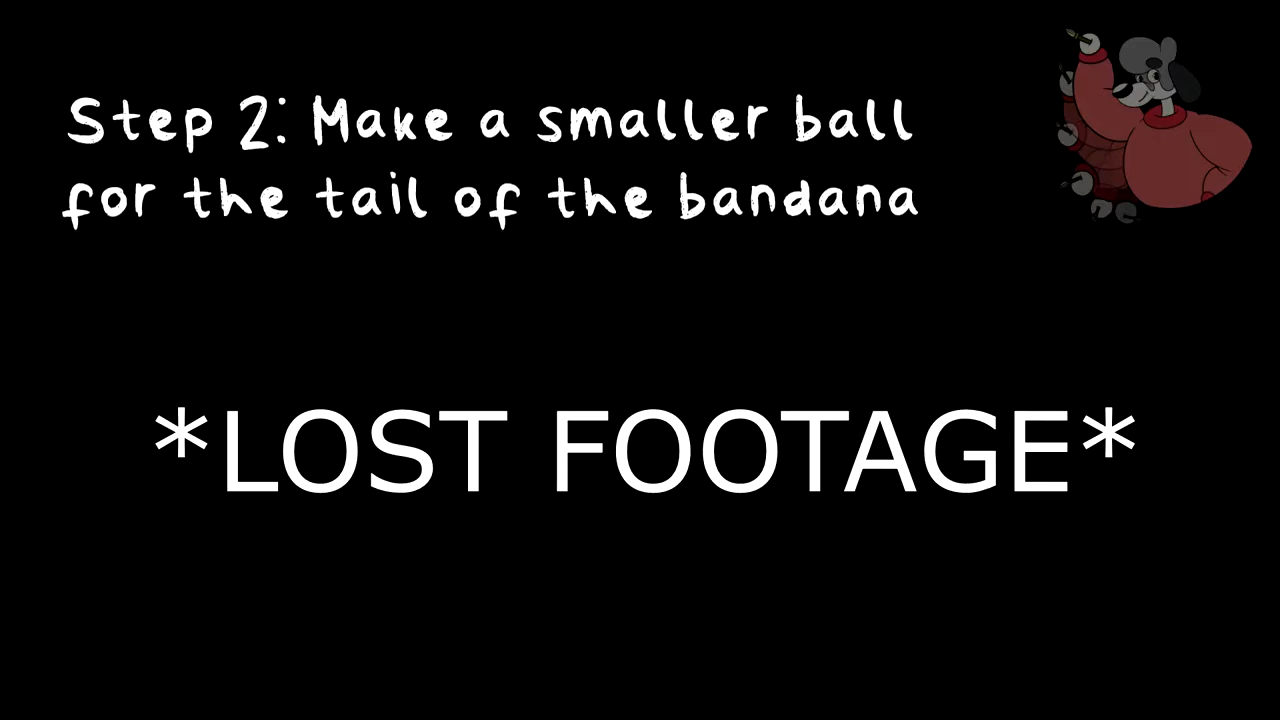 Step 2: Make a smaller ball
for the tail of the bandana
*LOST FOOTAGE*